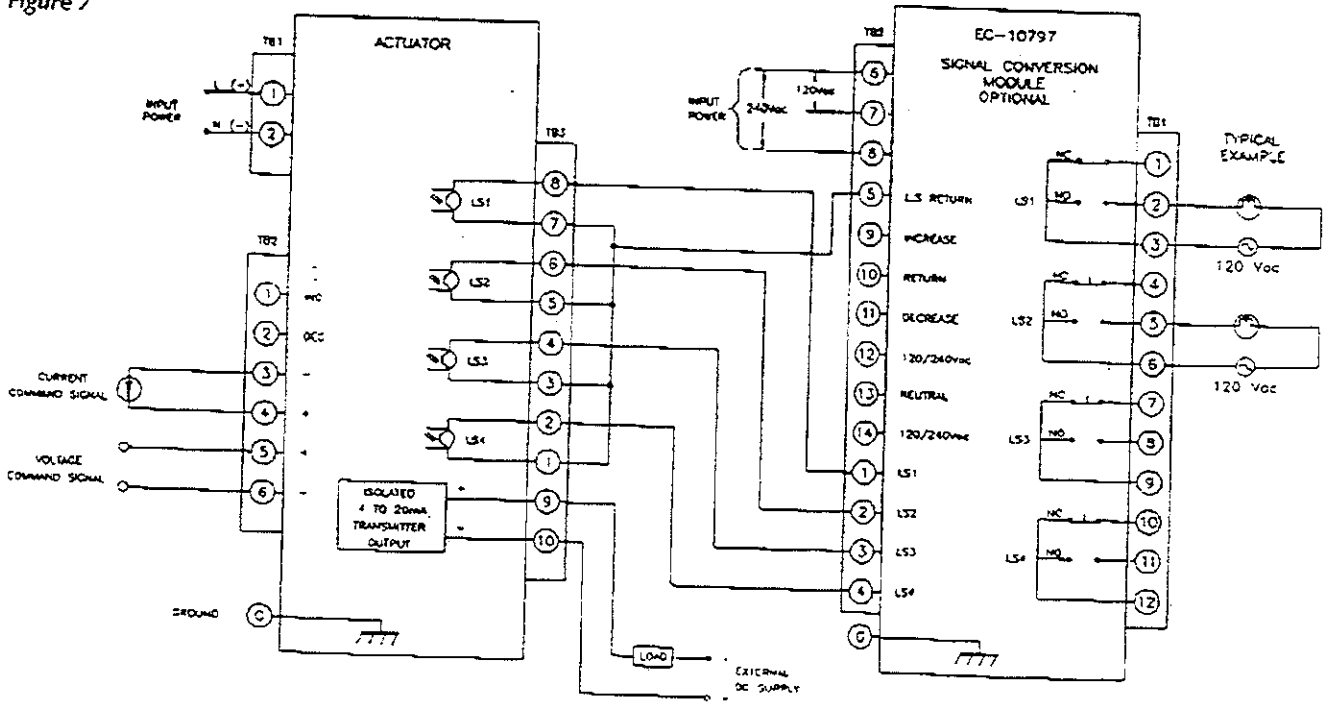 Figure 7
ACTUATOR
TB1
L (-)
1
INPUT
POWER
N (-)
2
TB2
1
2
3 -
CURRENT
COMMAND SIGNAL
4 +
5 +
VOLTAGE
COMMAND SIGNAL
6 -
GROUND
G
TB3
8
LS1
7
6
LS2
5
4
LS3
3
2
LS4
1
ISOLATED
4 TO 20mA
TRANSMITTER
OUTPUT
+
9
-
10
LOAD
EXTERNAL
DC SUPPLY
EC-10797
SIGNAL CONVERSION
MODULE
OPTIONAL
TB2
INPUT
POWER
240Vac
120Vac
6
7
8
5 LS RETURN
9 INCREASE
10 RETURN
11 DECREASE
12 120/240Vac
13 NEUTRAL
14 120/240Vac
1 LS1
2 LS2
3 LS3
4 LS4
G
TB1
TYPICAL
EXAMPLE
NC
1
LS1
NO
2
3
120 Vac
NC
4
LS2
NO
5
6
120 Vac
NC
7
LS3
NO
8
9
NC
10
LS4
NO
11
12